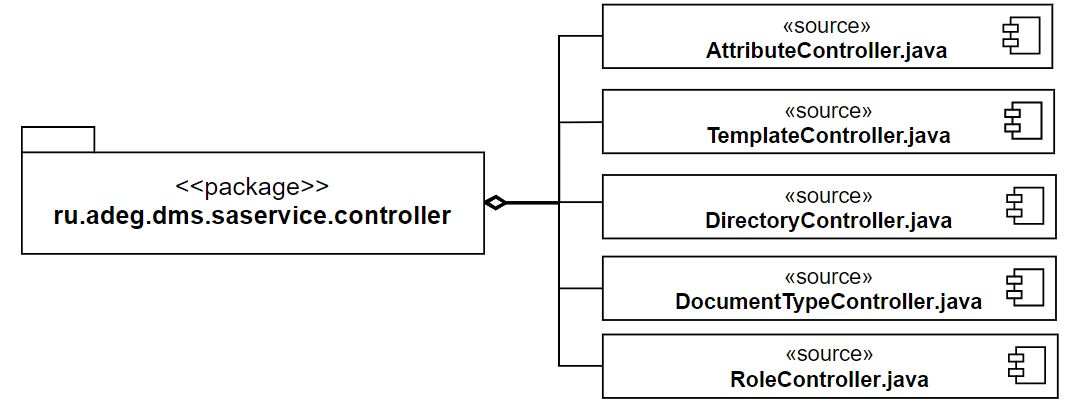 «source»
AttributeController.java
«source»
TemplateController.java
<<package>>
ru.adeg.dms.saservice.controller
«source»
DirectoryController.java
«source»
DocumentTypeController.java
«source»
RoleController.java